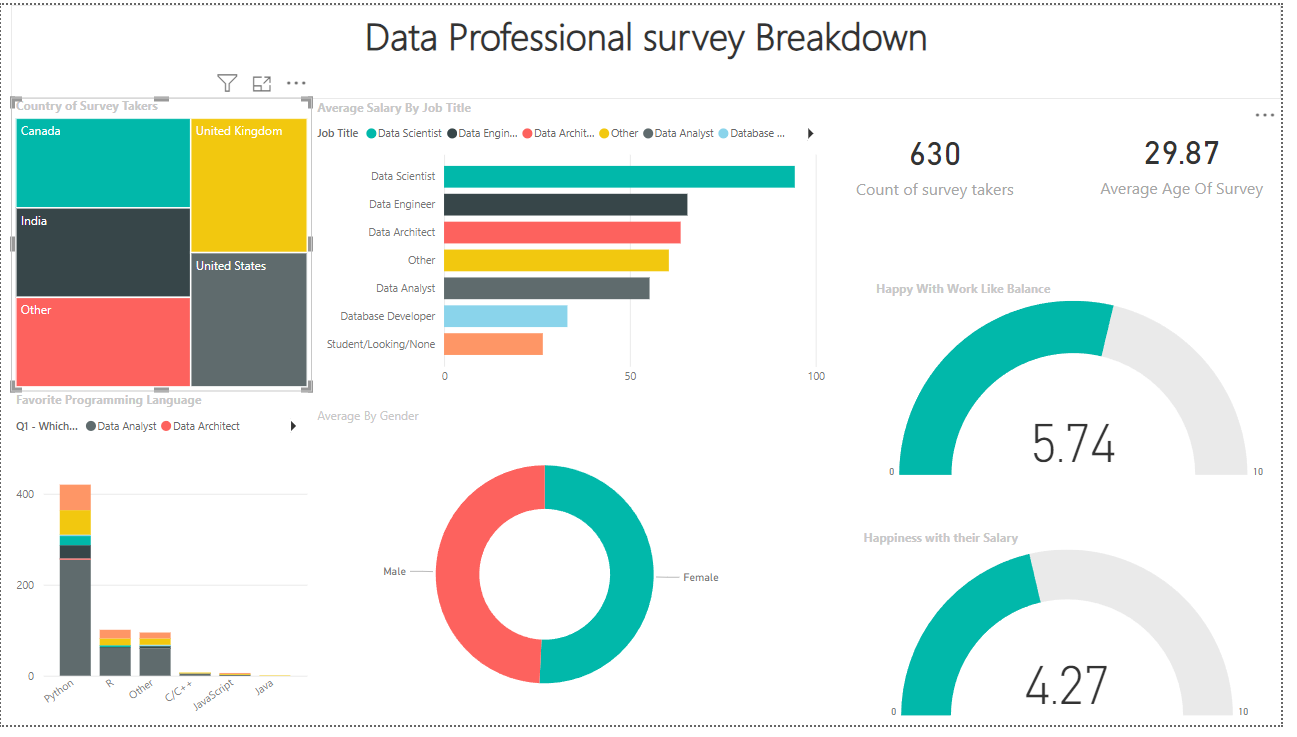 Data Professional survey Breakdown
Country of Survey Takers
Canada
United Kingdom
India
United States
Other
Average Salary By Job Title
Job Title Data Scientist Data Engin... Data Archit... Other Data Analyst Database ...
Data Scientist
Data Engineer
Data Architect
Other
Data Analyst
Database Developer
Student/Looking/None
0 50 100
630
Count of survey takers
29.87
Average Age Of Survey
Happy With Work Like Balance
5.74
0 10
Favorite Programming Language
Q1 - Which... Data Analyst Data Architect
400
200
0
Python R Other C/C++ JavaScript Java
Average By Gender
Male
Female
Happiness with their Salary
4.27
0 10